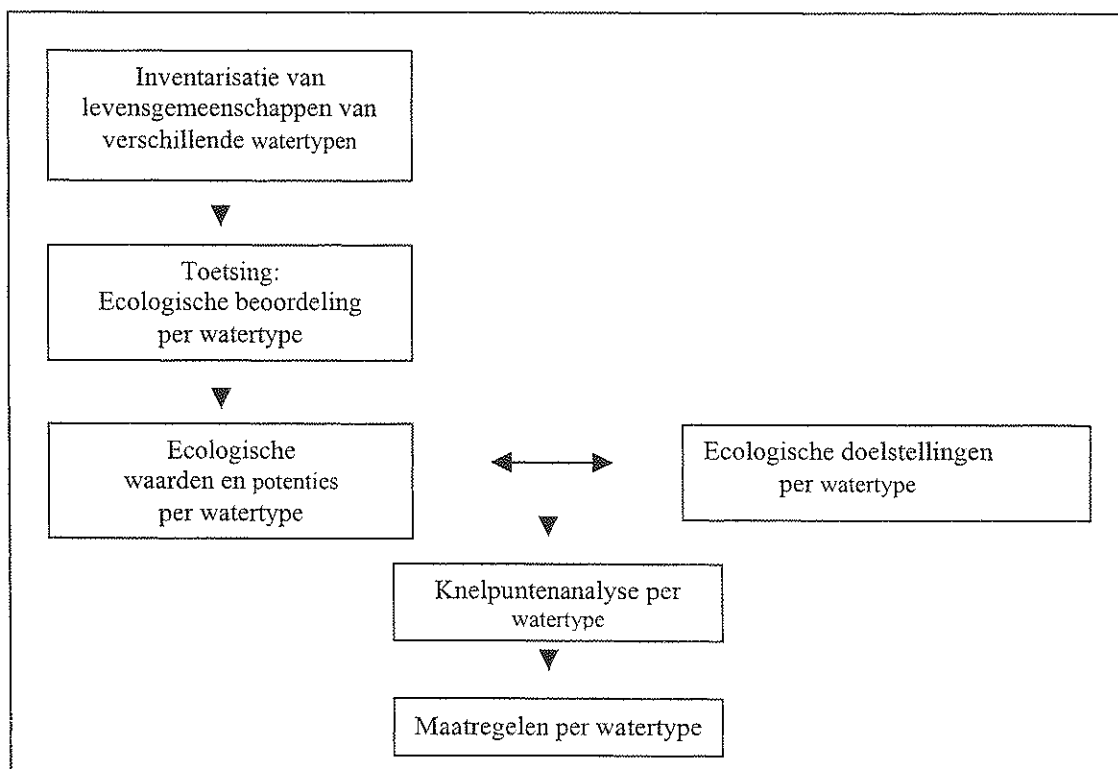 Inventarisatie van
levensgemeenschappen van
verschillende watertypen
Toetsing:
Ecologische beoordeling
per watertype
Ecologische
waarden en potenties
per watertype
Ecologische doelstellingen
per watertype
Knelpuntenanalyse per
watertype
Maatregelen per watertype